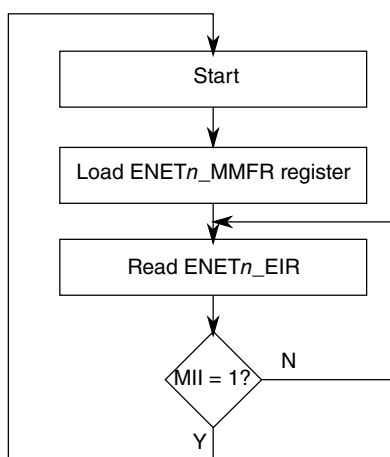 Start
Load ENETn_MMFR register
Read ENETn_EIR
MII = 1?
N
Y